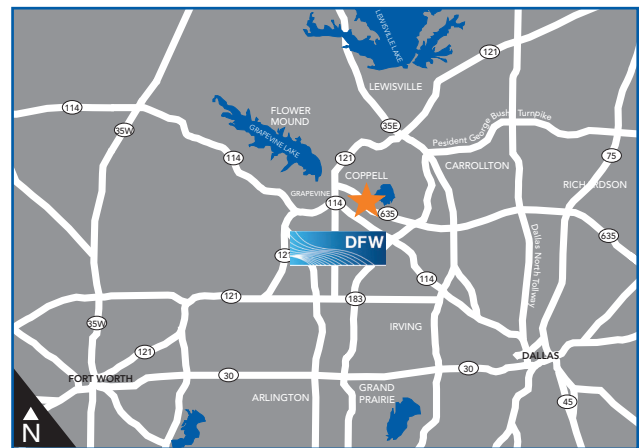 LEWISVILLE LAKE
121
LEWISVILLE
114
FLOWER
MOUND
35W
35E
Pesident George Bush Turnpike
GRAPEVINE LAKE
114
121
CARROLLTON
75
COPPELL
RICHARDSON
GRAPEVINE
114
635
DFW
635
121
114
Dallas North Tollway
121
183
35W
IRVING
121
DALLAS
30
30
FORT WORTH
ARLINGTON
GRAND
PRAIRIE
45
N